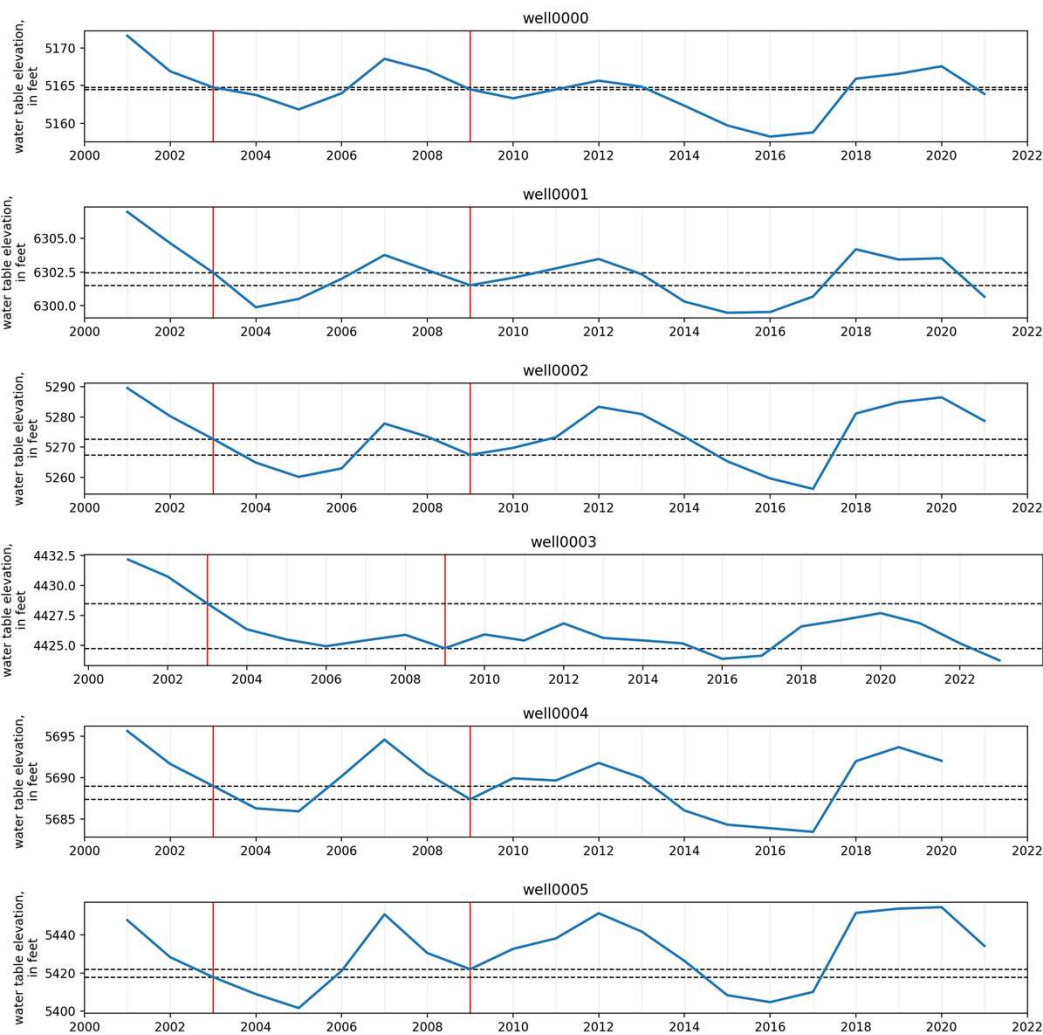 well0000
water table elevation,
in feet
5170
5165
5160
2000 2002 2004 2006 2008 2010 2012 2014 2016 2018 2020 2022
well0001
water table elevation,
in feet
6305.0
6302.5
6300.0
2000 2002 2004 2006 2008 2010 2012 2014 2016 2018 2020 2022
well0002
water table elevation,
in feet
5290
5280
5270
5260
2000 2002 2004 2006 2008 2010 2012 2014 2016 2018 2020 2022
well0003
water table elevation,
in feet
4432.5
4430.0
4427.5
4425.0
2000 2002 2004 2006 2008 2010 2012 2014 2016 2018 2020 2022
well0004
water table elevation,
in feet
5695
5690
5685
2000 2002 2004 2006 2008 2010 2012 2014 2016 2018 2020 2022
well0005
water table elevation,
in feet
5440
5420
5400
2000 2002 2004 2006 2008 2010 2012 2014 2016 2018 2020 2022